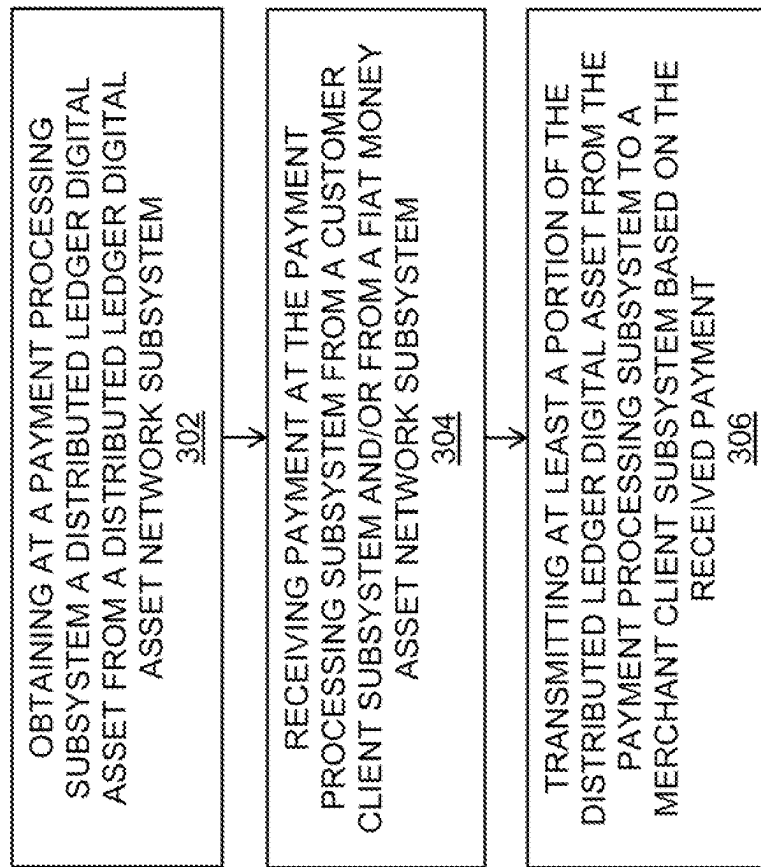 OBTAINING AT A PAYMENT PROCESSING
SUBSYSTEM A DISTRIBUTED LEDGER DIGITAL
ASSET FROM A DISTRIBUTED LEDGER DIGITAL
ASSET NETWORK SUBSYSTEM
302
RECEIVING PAYMENT AT THE PAYMENT
PROCESSING SUBSYSTEM FROM A CUSTOMER
CLIENT SUBSYSTEM AND/OR FROM A FIAT MONEY
ASSET NETWORK SUBSYSTEM
304
TRANSMITTING AT LEAST A PORTION OF THE
DISTRIBUTED LEDGER DIGITAL ASSET FROM THE
PAYMENT PROCESSING SUBSYSTEM TO A
MERCHANT CLIENT SUBSYSTEM BASED ON THE
RECEIVED PAYMENT
306